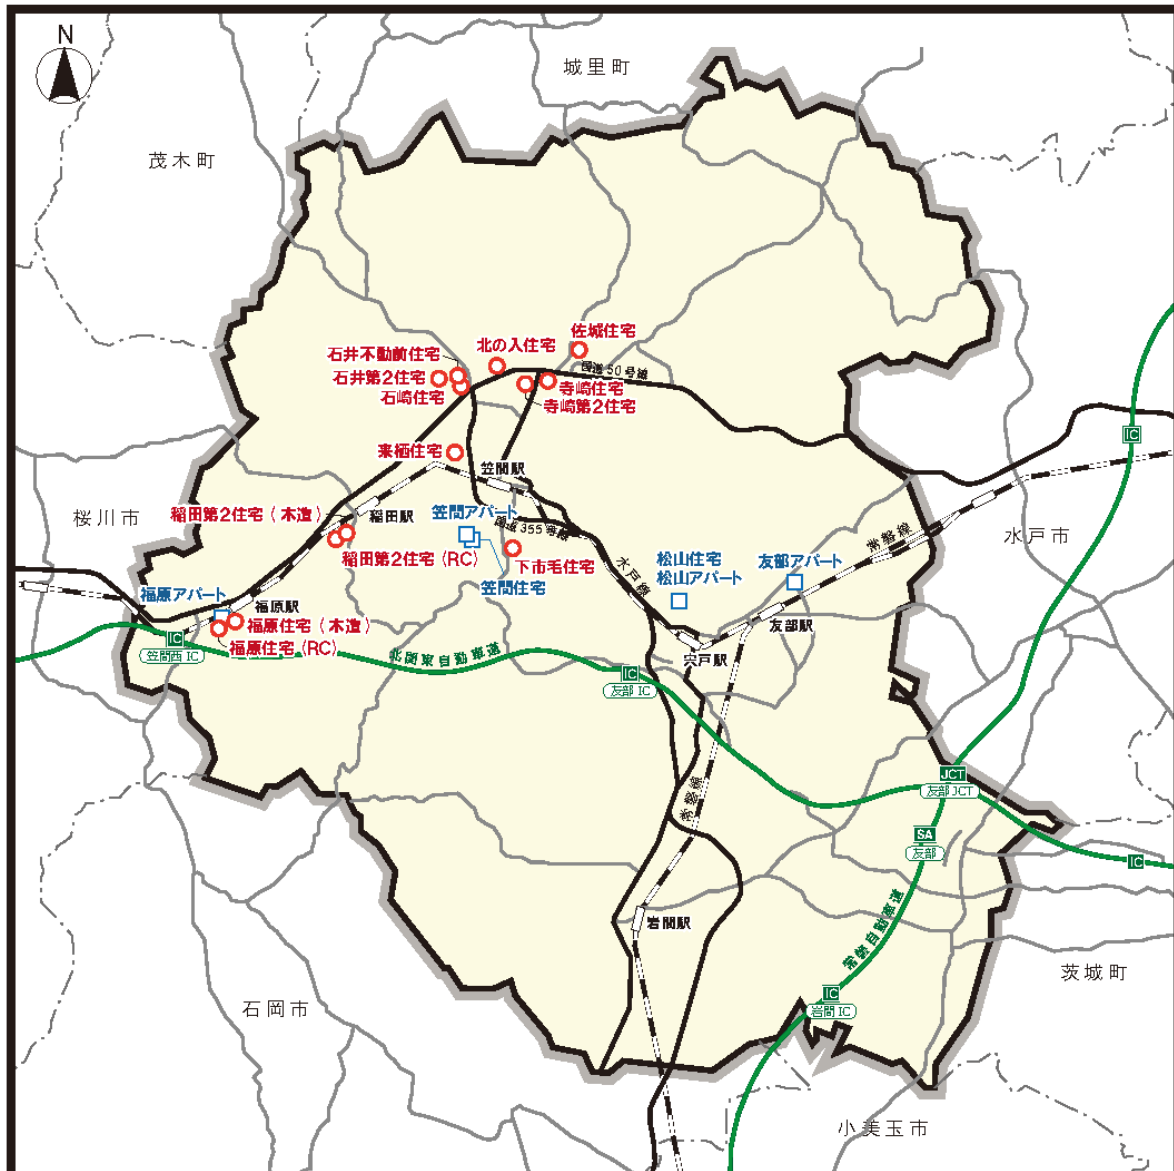 N
城里町
茂木町
佐城住宅
北の入住宅
石井不動前住宅
国道50号線
石井第2住宅
寺崎住宅
石崎住宅
寺崎第2住宅
来栖住宅
笠間駅
桜川市
稲田第2住宅(木造)
稲田駅
笠間アパート
国道355号線
常磐線
水戸市
稲田第2住宅(RC)
下市毛住宅
水戸線
松山住宅
松山アパート
友部アパート
笠間住宅
福原アパート
福原駅
福原住宅(木造)
友部駅
福原住宅(RC)
IC
笠間西 IC
北関東自動車道
宍戸駅
IC
友部 IC
IC
JCT
友部 JCT
常磐線
SA
友部
IC
岩間駅
常磐自動車道
茨城町
石岡市
IC
岩間 IC
小美玉市